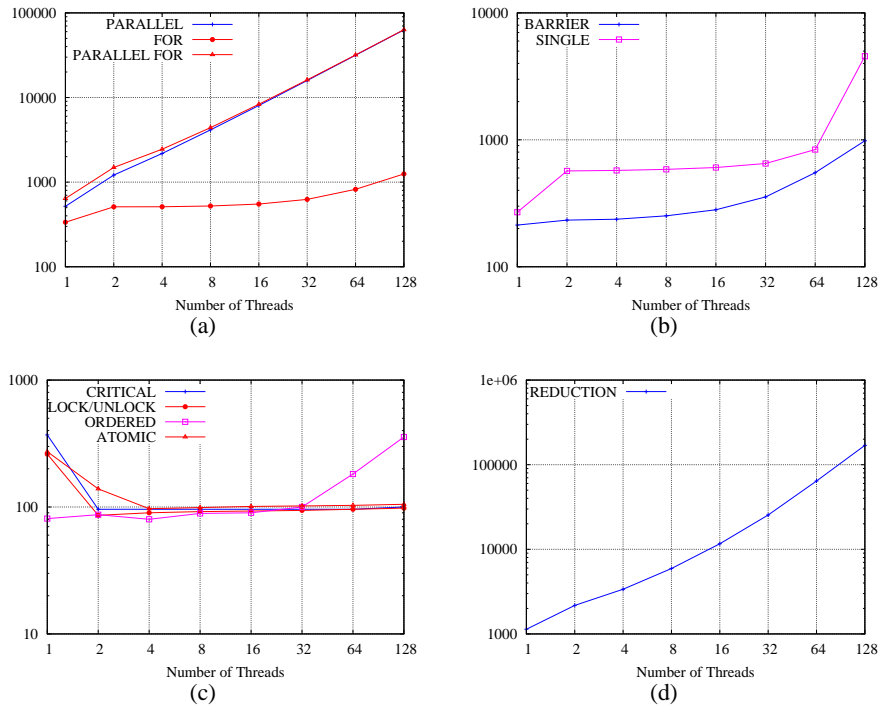 100000
10000
1000
100
PARALLEL
FOR
PARALLEL FOR
1 2 4 8 16 32 64 128
Number of Threads
(a)
10000
1000
100
BARRIER
SINGLE
1 2 4 8 16 32 64 128
Number of Threads
(b)
1000
100
10
CRITICAL
LOCK/UNLOCK
ORDERED
ATOMIC
1 2 4 8 16 32 64 128
Number of Threads
(c)
1e+06
100000
10000
1000
REDUCTION
1 2 4 8 16 32 64 128
Number of Threads
(d)